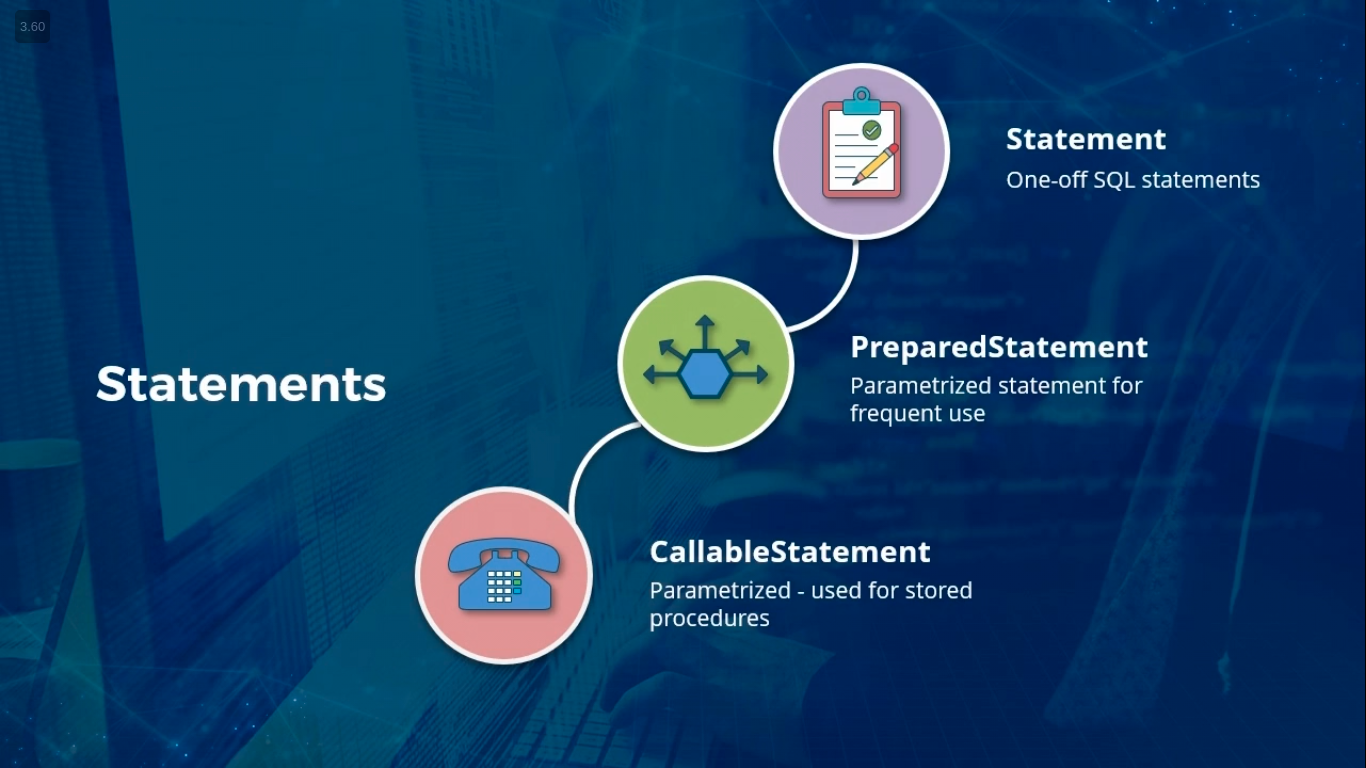 3.60
Statement
One-off SQL statements
PreparedStatement
Parametrized statement for
frequent use
Statements
CallableStatement
Parametrized - used for stored
procedures